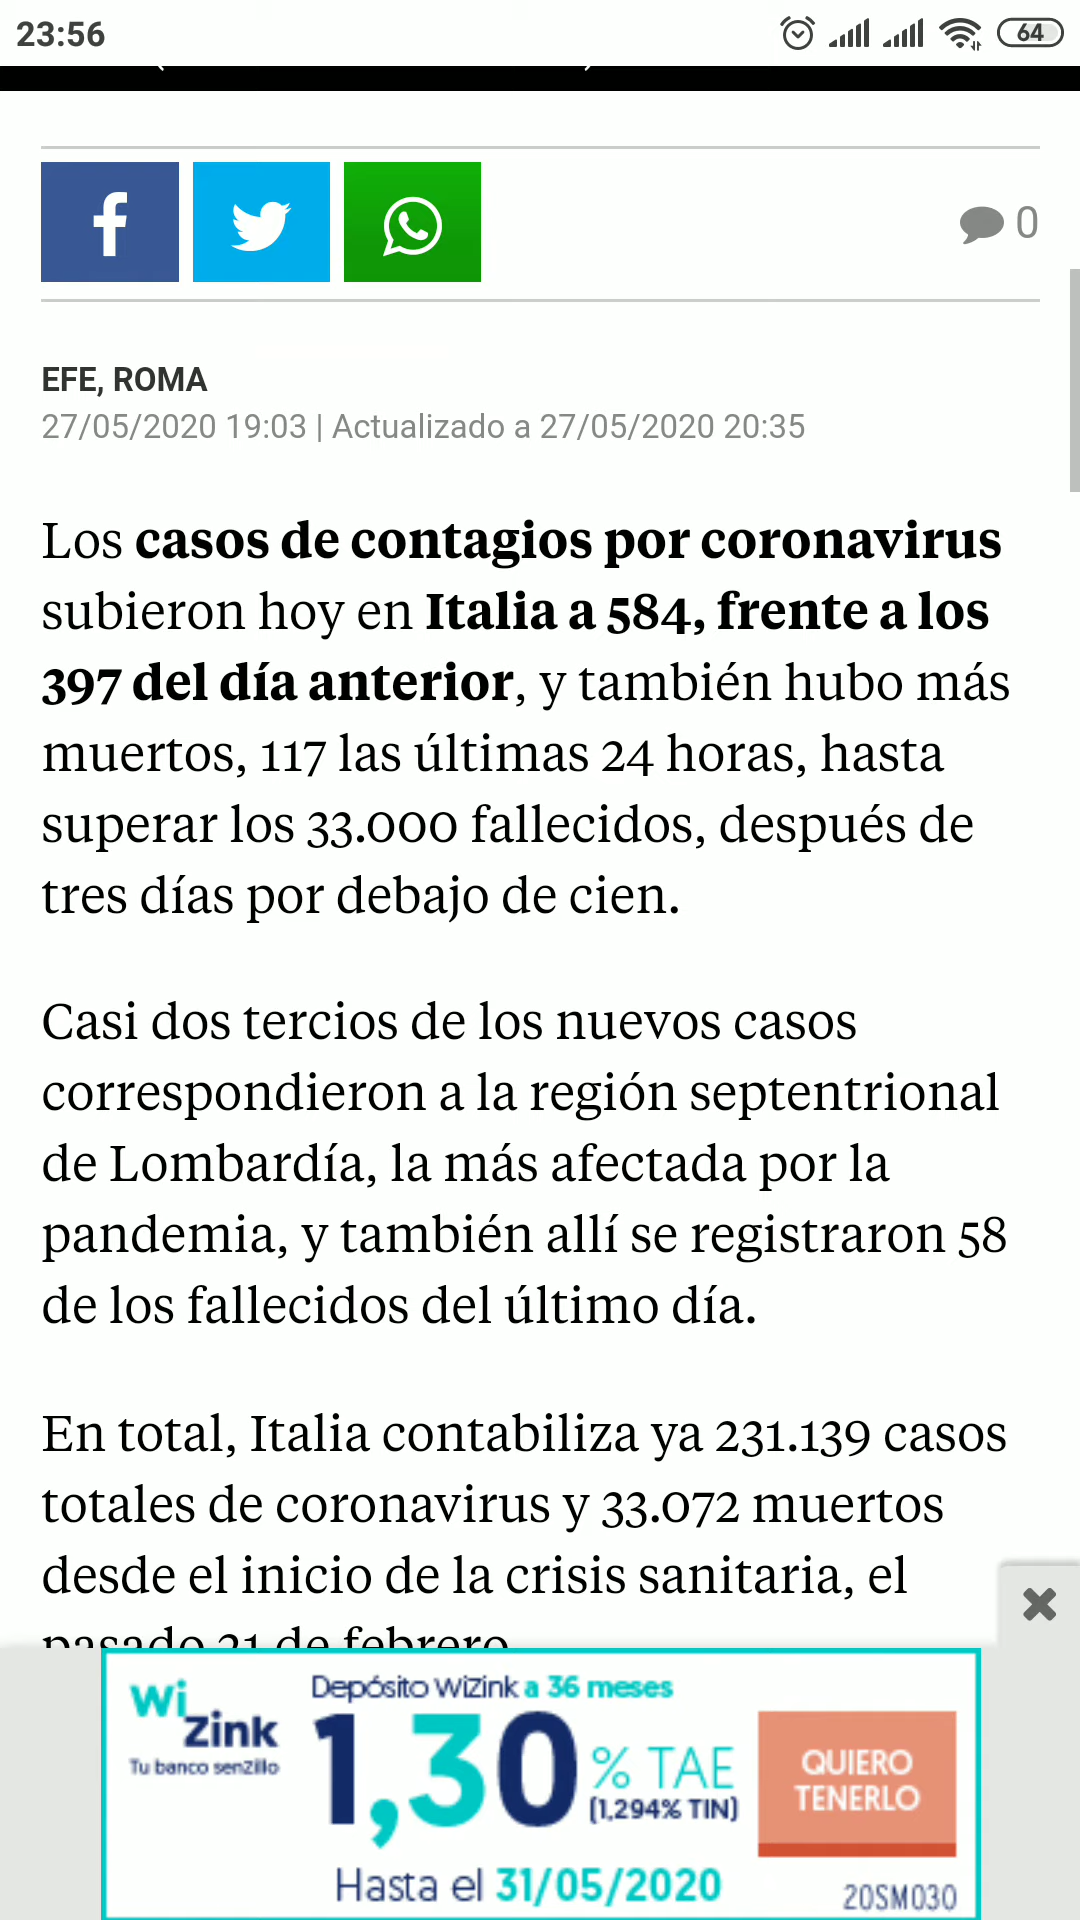 23:56
64
0
EFE, ROMA
27/05/2020 19:03 | Actualizado a 27/05/2020 20:35
Los casos de contagios por coronavirus
subieron hoy en Italia a 584, frente a los
397 del día anterior, y también hubo más
muertos, 117 las últimas 24 horas, hasta
superar los 33.000 fallecidos, después de
tres días por debajo de cien.
Casi dos tercios de los nuevos casos
correspondieron a la región septentrional
de Lombardía, la más afectada por la
pandemia, y también allí se registraron 58
de los fallecidos del último día.
En total, Italia contabiliza ya 231.139 casos
totales de coronavirus y 33.072 muertos
desde el inicio de la crisis sanitaria, el
pasado 21 de febrero.
Wi
Zink
Tu banco senzillo
Depósito WiZink a 36 meses
1,30 % TAE
(1,294% TIN)
Hasta el 31/05/2020
QUIERO
TENERLO
20SM030